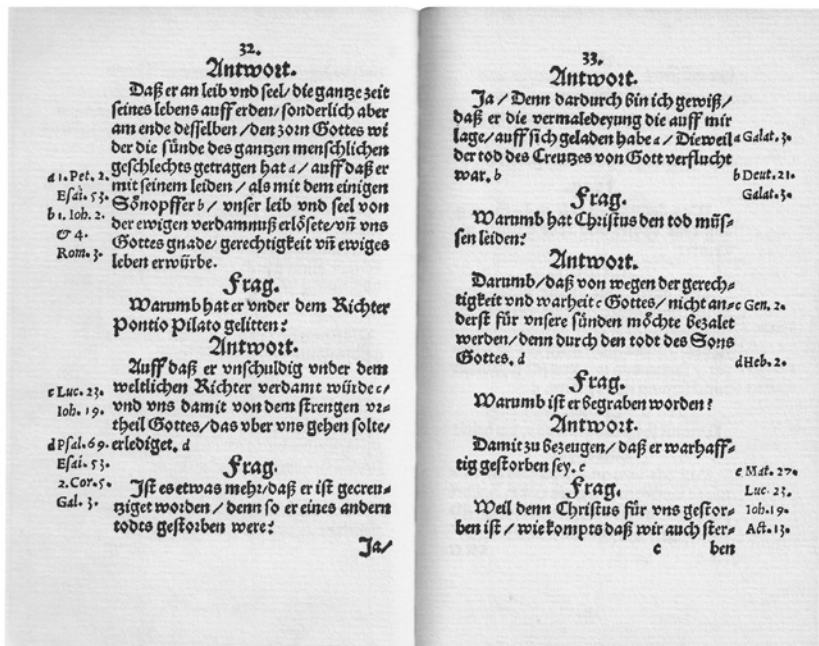 32.
Antwort.
Daß er an leib vnd seel/ die gantze zeit
seines lebens auff erden/ sonderlich aber
am ende desselben/ den zorn Gottes wi
der die sünde des gantzen menschlichen
geschlechts getragen hat a/ auff daß er
mit seinem leiden/ als mit dem einigen
Sönopffer b/ vnser leib vnd seel von
der ewigen verdamnuß erlösete/ vn̄ vns
Gottes gnade/ gerechtigkeit vn̄ ewiges
leben erwürbe.
a 1. Pet. 2.
Esai. 53.
b 1. Ioh. 2.
& 4.
Rom. 3.
Frag.
Warumb hat er vnder dem Richter
Pontio Pilato gelitten?
Antwort.
Auff daß er vnschuldig vnder dem
weltlichen Richter verdamt würde c/
vnd vns damit von dem strengen vr⸗
theil Gottes/ das vber vns gehen solte/
erlediget. d
c Luc. 23.
Ioh. 19.
d Psal. 69.
Esai. 53.
2. Cor. 5.
Gal. 3.
Frag.
Ist es etwas mehr/ daß er ist gecreu⸗
tziget worden/ denn so er eines andern
todts gestorben were?
Ja/
33.
Antwort.
Ja/ Denn dardurch bin ich gewiß/
daß er die vermaledeyung die auff mir
lage/ auff sich geladen habe a/ Dieweil
der tod des Creutzes von Gott verflucht
war. b
a Galat. 3.
b Deut. 21.
Galat. 3.
Frag.
Warumb hat Christus den tod müs⸗
sen leiden?
Antwort.
Darumb/ daß von wegen der gerech⸗
tigkeit vnd warheit c Gottes/ nicht an⸗
derst für vnsere sünden möchte bezalet
werden/ denn durch den todt des Sons
Gottes. d
c Gen. 2.
d Heb. 2.
Frag.
Warumb ist er begraben worden?
Antwort.
Damit zu bezeugen/ daß er warhaff⸗
tig gestorben sey. e
e Mat. 27.
Luc. 23.
Ioh. 19.
Act. 13.
Frag.
Weil denn Christus für vns gestor⸗
ben ist/ wie kompts daß wir auch ster⸗
c ben